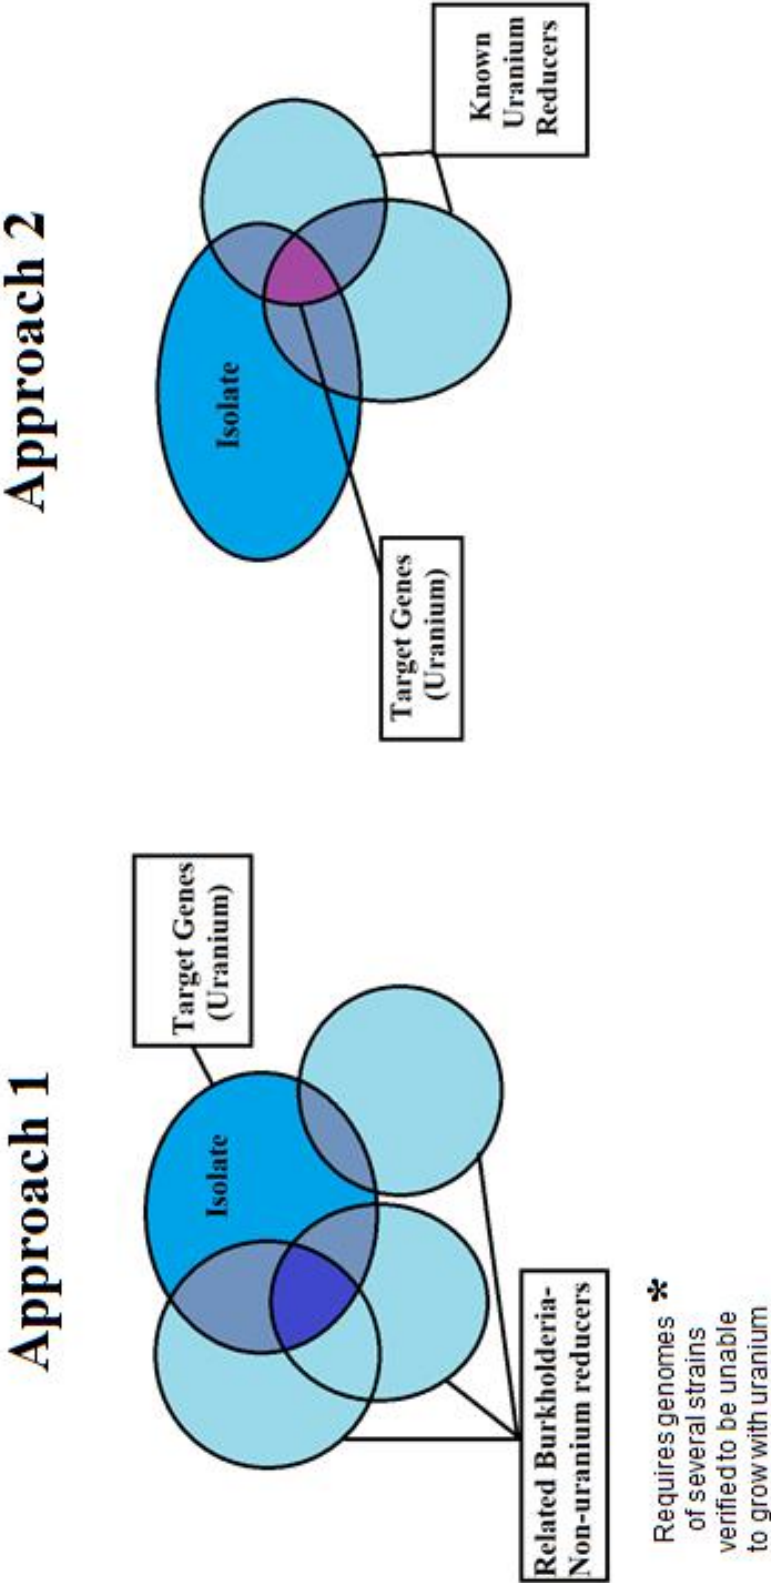 Approach 1
Target Genes
(Uranium)
Isolate
Related Burkholderia-
Non-uranium reducers
Requires genomes *
of several strains
verified to be unable
to grow with uranium
Approach 2
Isolate
Known
Uranium
Reducers
Target Genes
(Uranium)